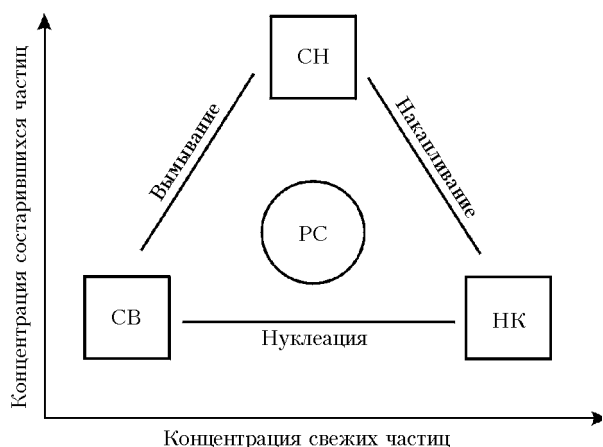 Концентрация состарившихся частиц
СН
Вымывание
Накапливание
РС
СВ
НК
Нуклеация
Концентрация свежих частиц